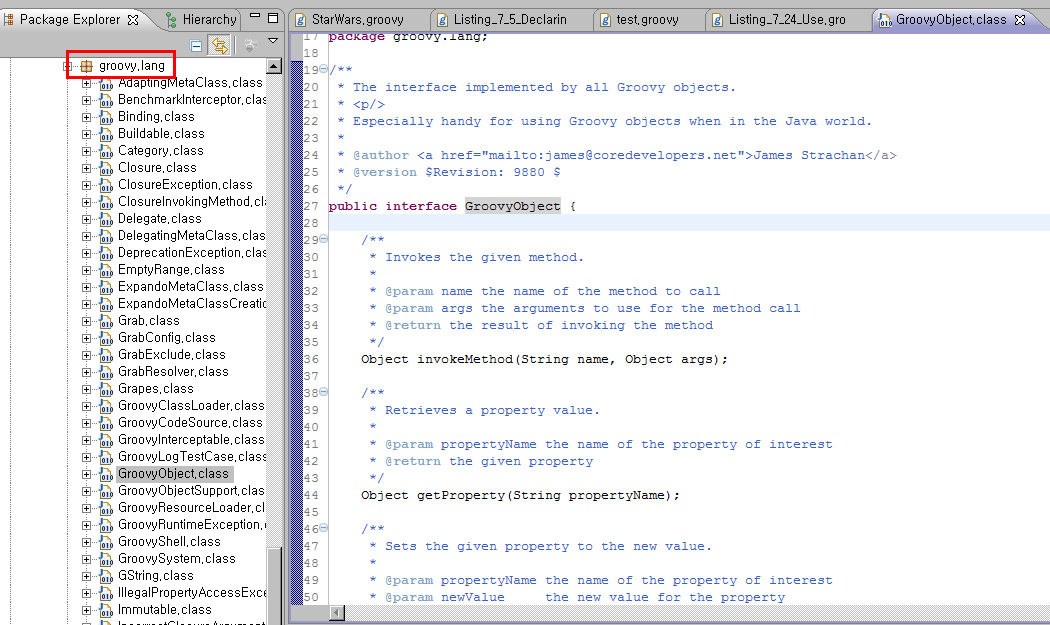 Package Explorer
Hierarchy
groovy.lang
AdaptingMetaClass.class
BenchmarkInterceptor.clas
Binding.class
Buildable.class
Category.class
Closure.class
ClosureException.class
ClosureInvokingMethod.cl
Delegate.class
DelegatingMetaClass.clas
DeprecationException.clas
EmptyRange.class
ExpandoMetaClass.class
ExpandoMetaClassCreatio
Grab.class
GrabConfig.class
GrabExclude.class
GrabResolver.class
Grapes.class
GroovyClassLoader.class
GroovyCodeSource.class
GroovyInterceptable.class
GroovyLogTestCase.class
GroovyObject.class
GroovyObjectSupport.clas
GroovyResourceLoader.cl
GroovyRuntimeException.
GroovyShell.class
GroovySystem.class
GString.class
IllegalPropertyAccessExce
Immutable.class
StarWars.groovy
Listing_7_5_Declarin
test.groovy
Listing_7_24_Use.gro
GroovyObject.class
17 package groovy.lang;
18
19 /**
20  * The interface implemented by all Groovy objects.
21  * <p/>
22  * Especially handy for using Groovy objects when in the Java world.
23  *
24  * @author <a href="mailto:james@coredevelopers.net">James Strachan</a>
25  * @version $Revision: 9880 $
26  */
27 public interface GroovyObject {
28
29     /**
30      * Invokes the given method.
31      *
32      * @param name the name of the method to call
33      * @param args the arguments to use for the method call
34      * @return the result of invoking the method
35      */
36     Object invokeMethod(String name, Object args);
37
38     /**
39      * Retrieves a property value.
40      *
41      * @param propertyName the name of the property of interest
42      * @return the given property
43      */
44     Object getProperty(String propertyName);
45
46     /**
47      * Sets the given property to the new value.
48      *
49      * @param propertyName the name of the property of interest
50      * @param newValue     the new value for the property